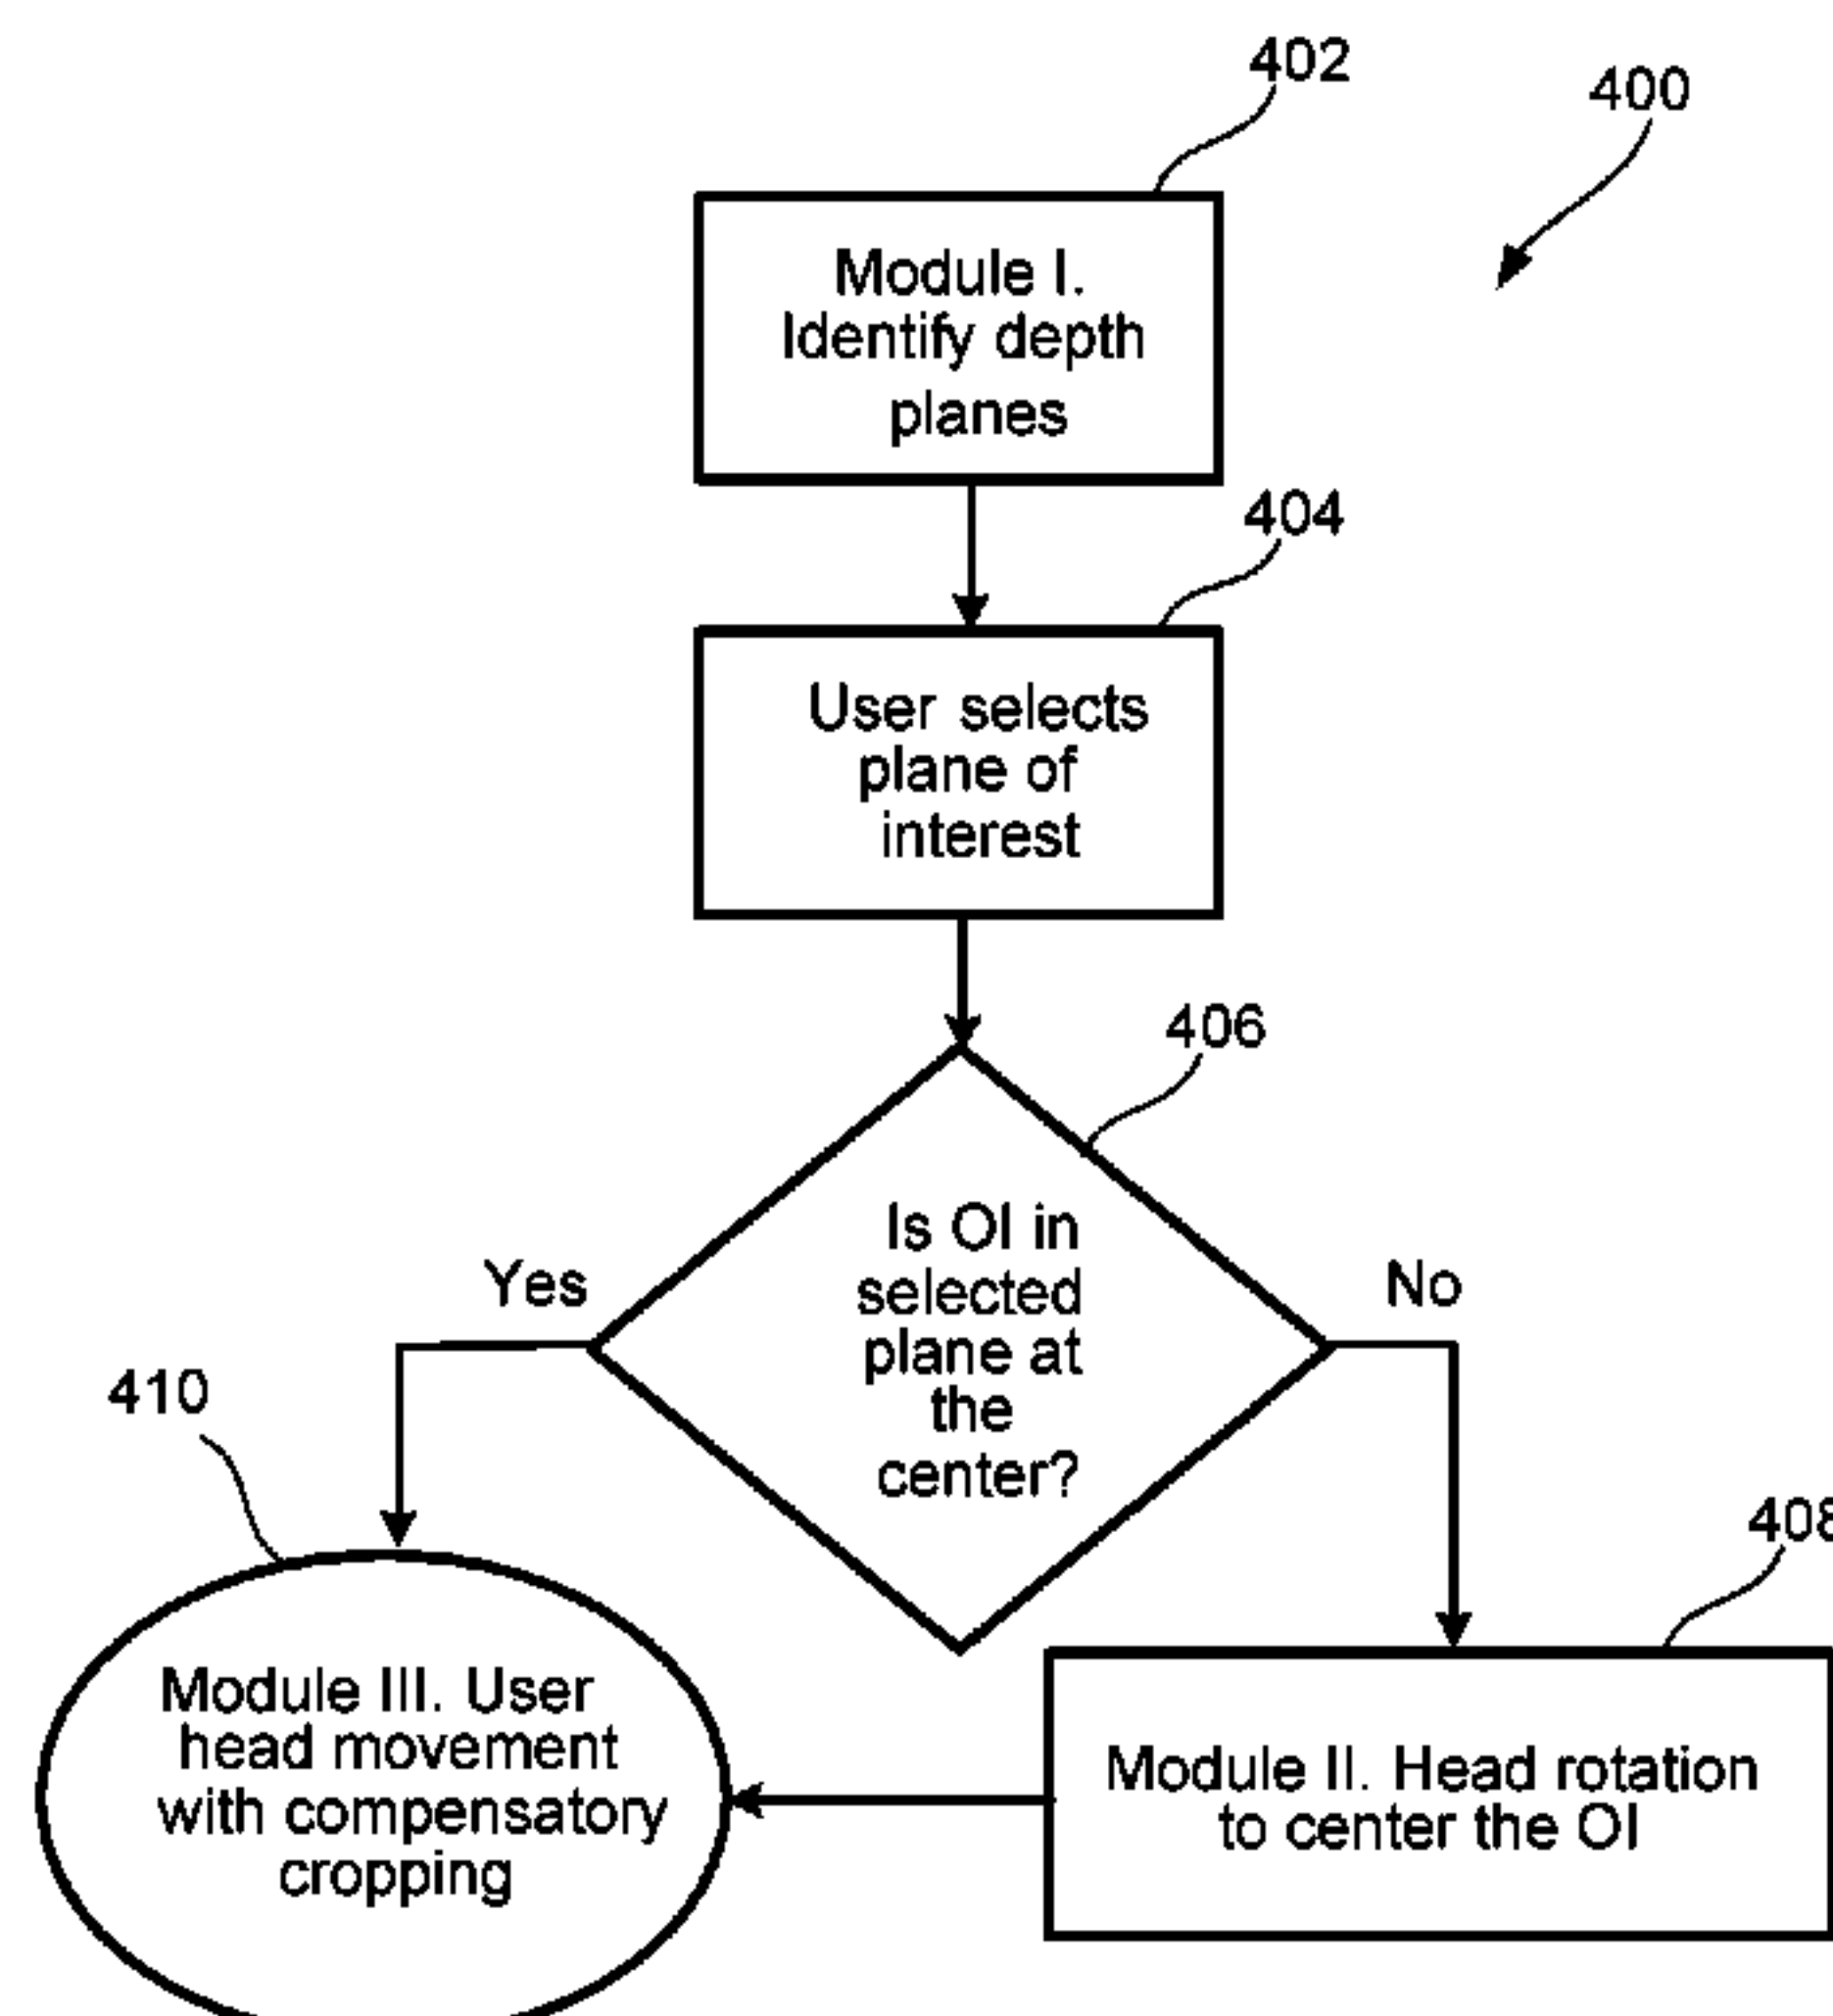 402
400
Module I.
Identify depth
planes
404
User selects
plane of
interest
406
Is OI in
selected
plane at
the
center?
Yes
No
410
408
Module III. User
head movement
with compensatory
cropping
Module II. Head rotation
to center the OI